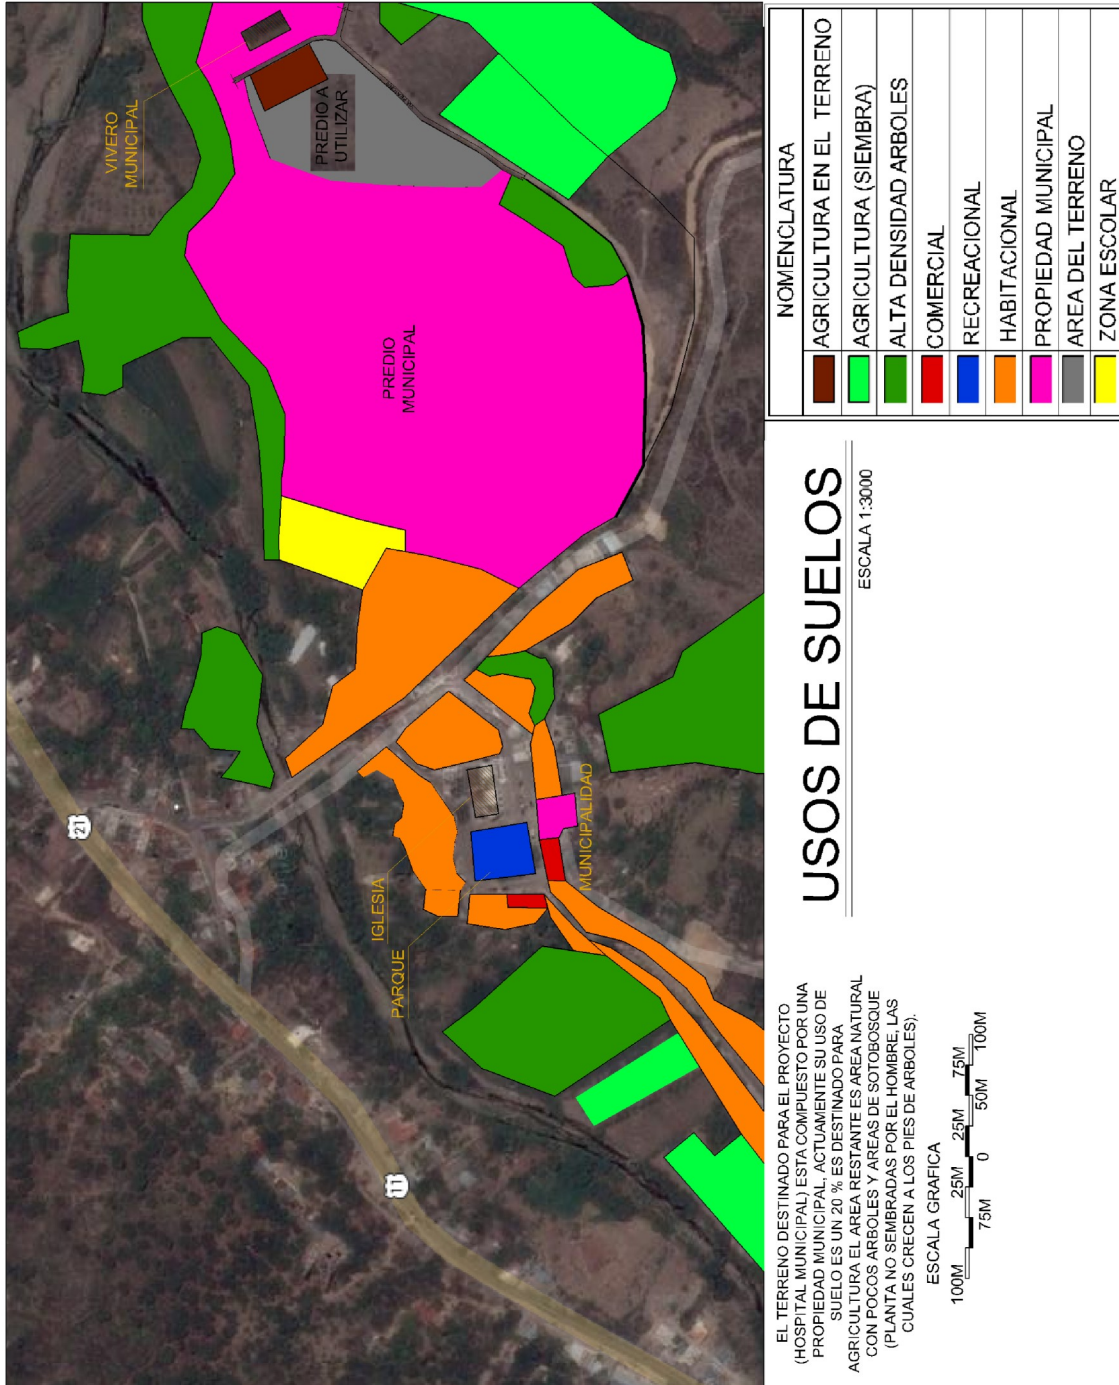 VIVERO
MUNICIPAL
PREDIO A
UTILIZAR
PREDIO
MUNICIPAL
21
11
IGLESIA
PARQUE
MUNICIPALIDAD
NOMENCLATURA
AGRICULTURA EN EL TERRENO
AGRICULTURA (SIEMBRA)
ALTA DENSIDAD ARBOLES
COMERCIAL
RECREACIONAL
HABITACIONAL
PROPIEDAD MUNICIPAL
AREA DEL TERRENO
ZONA ESCOLAR
USOS DE SUELOS
ESCALA 1:3000
EL TERRENO DESTINADO PARA EL PROYECTO
(HOSPITAL MUNICIPAL) ESTA COMPUESTO POR UNA
PROPIEDAD MUNICIPAL, ACTUAMENTE SU USO DE
SUELO ES UN 20 % ES DESTINADO PARA
AGRICULTURA EL AREA RESTANTE ES AREA NATURAL
CON POCOS ARBOLES Y AREAS DE SOTOBOSQUE
(PLANTA NO SEMBRADAS POR EL HOMBRE, LAS
CUALES CRECEN A LOS PIES DE ARBOLES).
ESCALA GRAFICA
100M 25M 25M 75M
75M 0 50M 100M